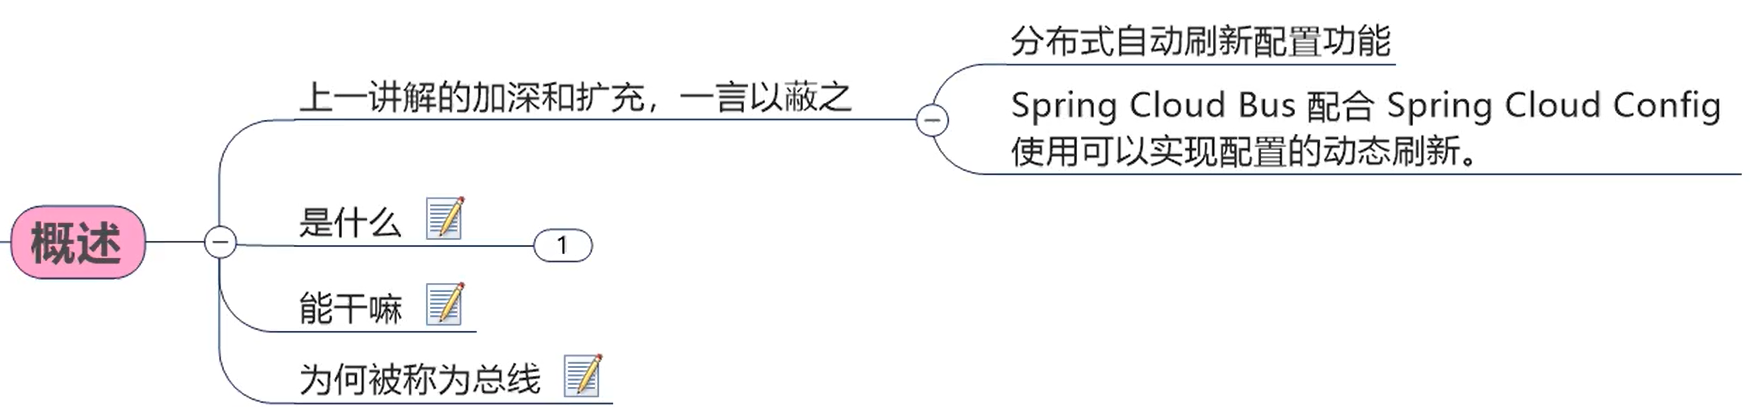 概述
上一讲解的加深和扩充，一言以蔽之
分布式自动刷新配置功能
Spring Cloud Bus 配合 Spring Cloud Config
使用可以实现配置的动态刷新。
是什么
1
能干嘛
为何被称为总线